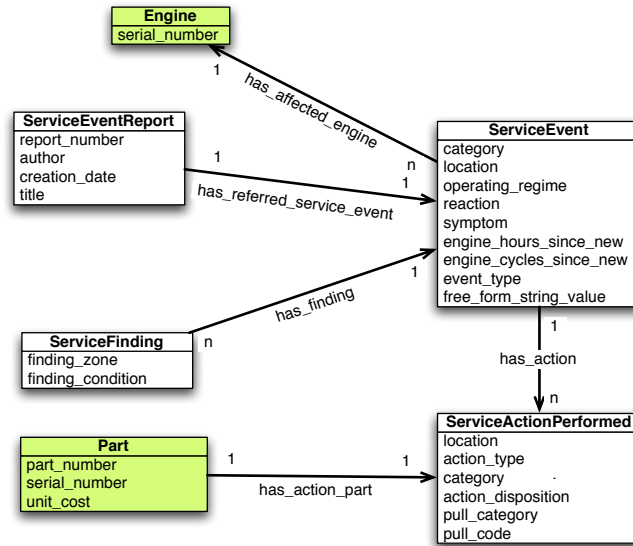 Engine
serial_number
1
has_affected_engine
n
ServiceEventReport
report_number
author
creation_date
title
1
has_referred_service_event
1
ServiceEvent
category
location
operating_regime
reaction
symptom
engine_hours_since_new
engine_cycles_since_new
event_type
free_form_string_value
1
has_finding
n
ServiceFinding
finding_zone
finding_condition
1
has_action
n
Part
part_number
serial_number
unit_cost
1
has_action_part
1
ServiceActionPerformed
location
action_type
category
action_disposition
pull_category
pull_code